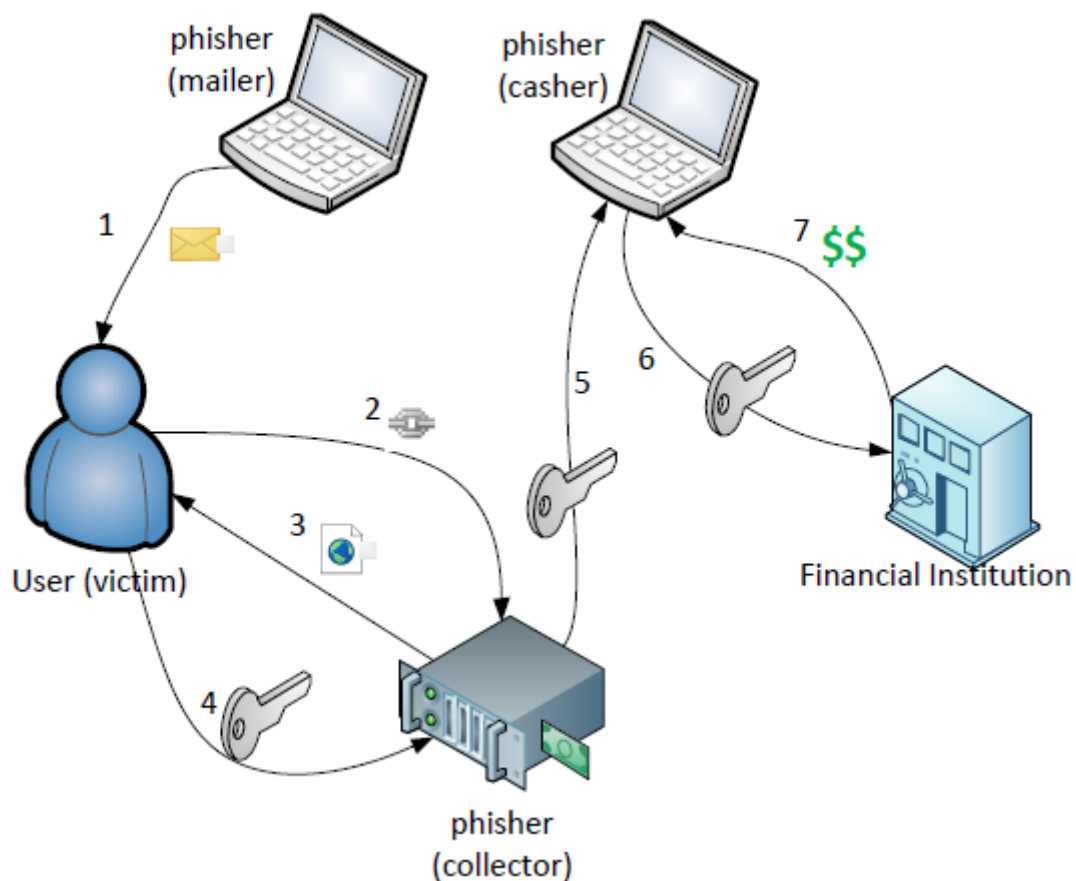 phisher
(mailer)
phisher
(casher)
1
7
$$
6
5
2
3
User (victim)
Financial Institution
4
phisher
(collector)